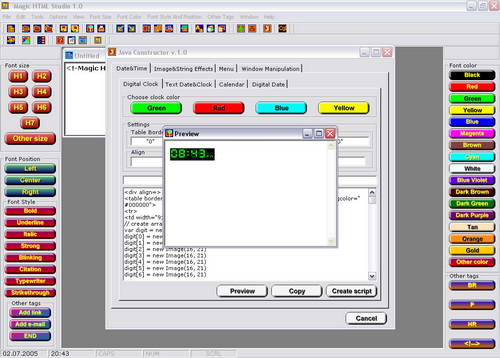 Magic HTML Studio 1.0
File Edit Options View Font Size Font Color Font Style And Position Other Tags Window Help
Font size
H1 H2
H3 H4
H5 H6
H7
Other size
Font Position
Left
Center
Right
Font Style
Bold
Underline
Italic
Strong
Blinking
Citation
Typewriter
Strikethrough
Other tags
Add link
Add e-mail
END
Untitled
<!-Magic H
Java Constructor v.1.0
Date&Time Image&String Effects Menu Window Manipulation
Digital Clock Text Date&Clock Calendar Digital Date
Choose clock color
Green Red Blue Yellow
Settings
Table Border
"0" "0"
Align
Preview
08:43
<div align=>
<table border gcolor="
#000000">
<tr>
<td width="9
// create arra
var digit = new
digit[0] = new
digit[1] = new
digit[2] = new Image(16, 21)
digit[3] = new Image(16, 21)
digit[4] = new Image(16, 21)
digit[5] = new Image(16, 21)
digit[6] = new Image(16, 21)
Preview Copy Create script
Cancel
Font color
Black
Red
Green
Yellow
Blue
Magenta
Brown
Cyan
White
Blue Violet
Dark Brown
Dark Green
Dark Purple
Tan
Orange
Gold
Other color
Other tags
BR
P
HR
<!-->
02.07.2005 20:43 CAPS NUM SCRL